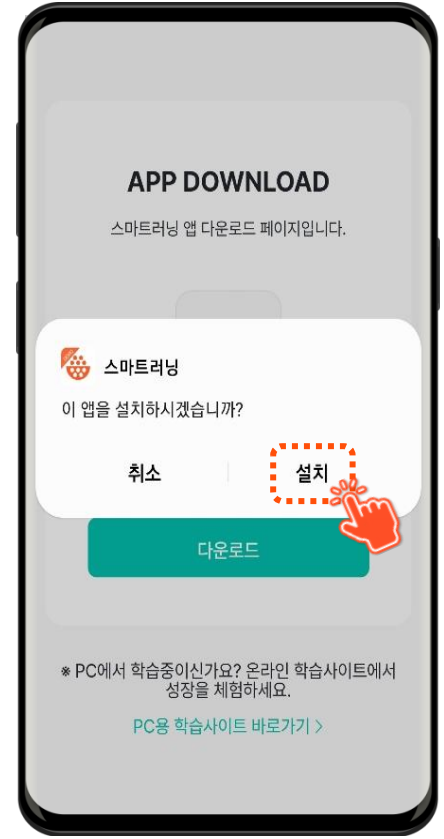 APP DOWNLOAD
스마트러닝 앱 다운로드 페이지입니다.
스마트러닝
이 앱을 설치하시겠습니까?
취소 설치
다운로드
※ PC에서 학습중이신가요? 온라인 학습사이트에서
성장을 체험하세요.
PC용 학습사이트 바로가기 >